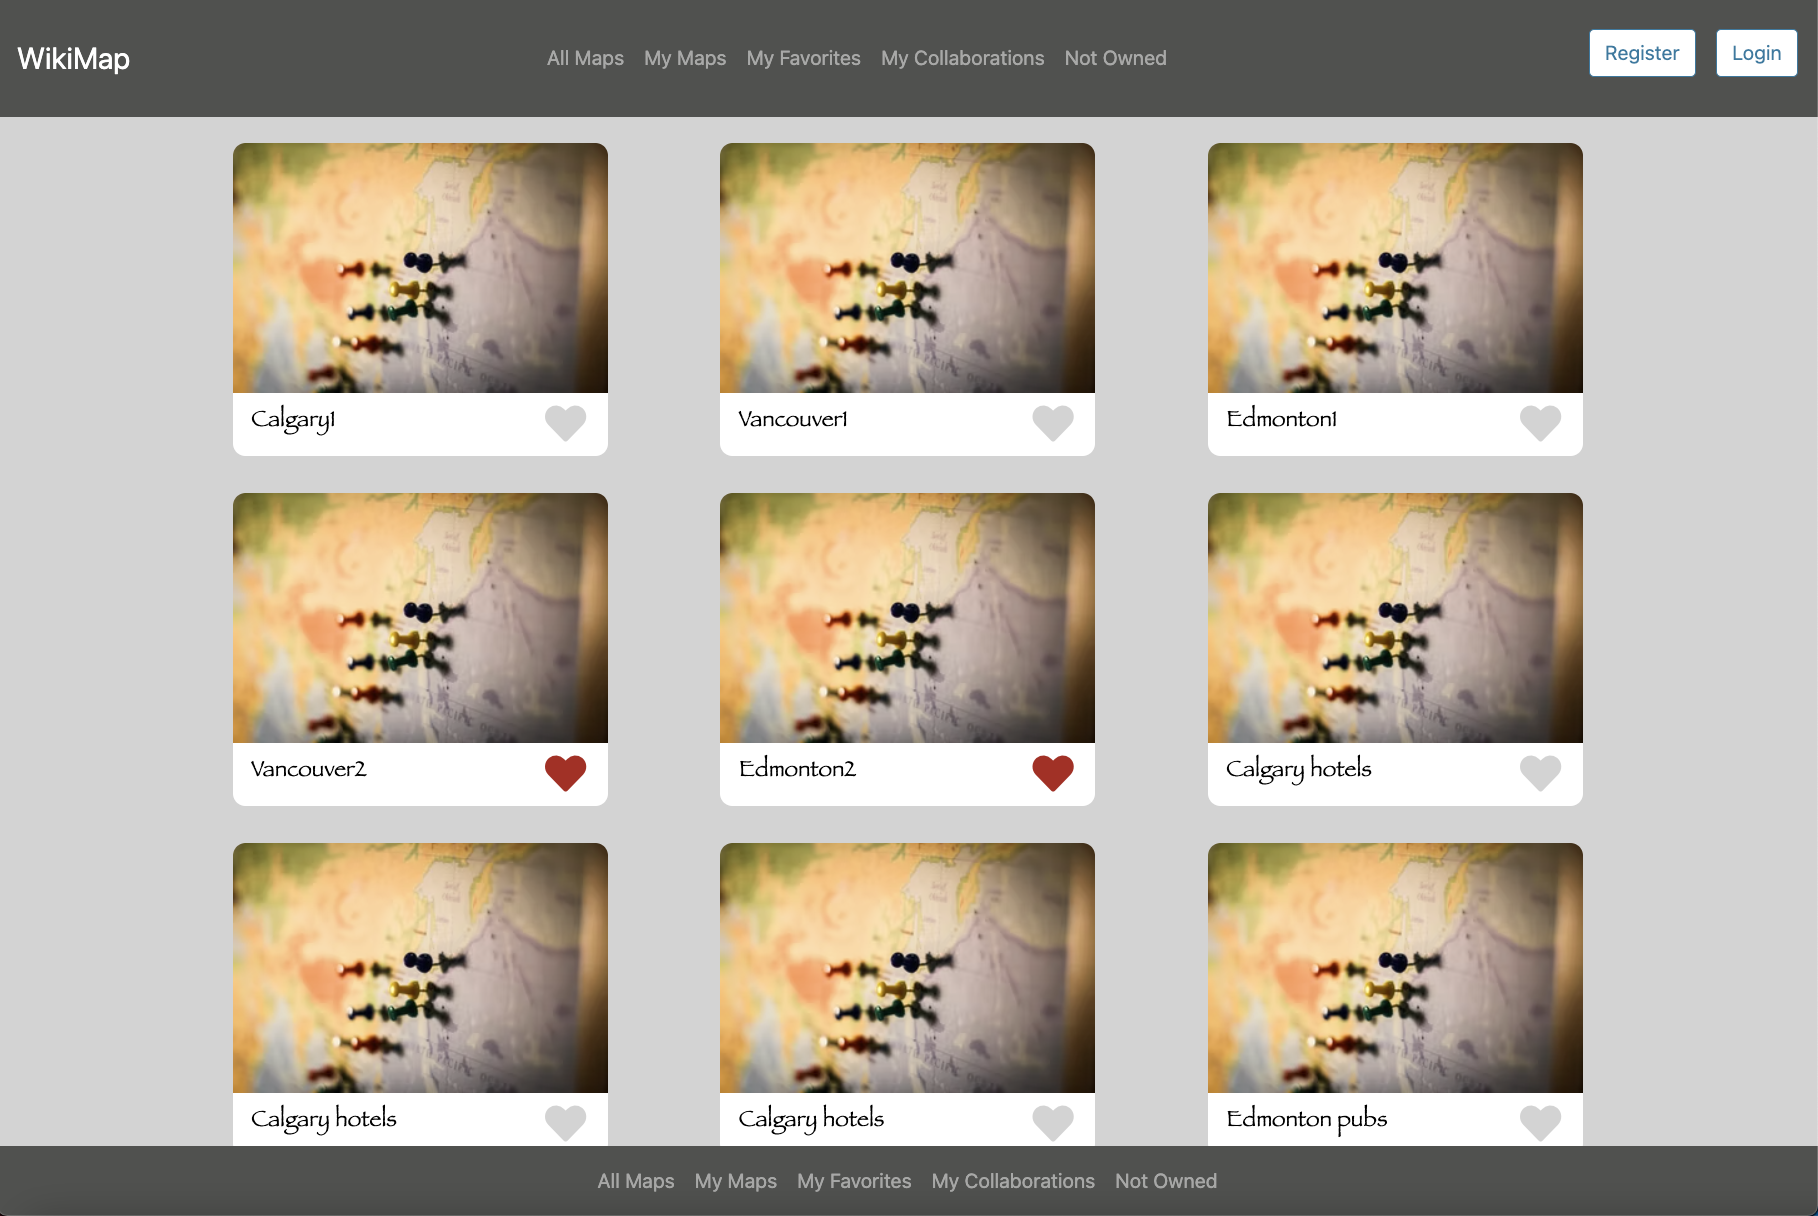 WikiMap
All Maps My Maps My Favorites My Collaborations Not Owned
Register Login
Calgary1
Vancouver1
Edmonton1
Vancouver2
Edmonton2
Calgary hotels
Calgary hotels
Calgary hotels
Edmonton pubs
All Maps My Maps My Favorites My Collaborations Not Owned